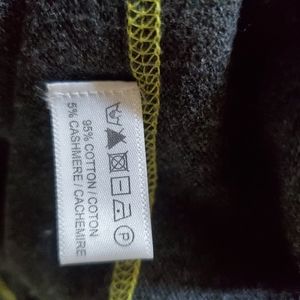 95% COTTON / COTON
5% CASHMERE / CACHEMIRE